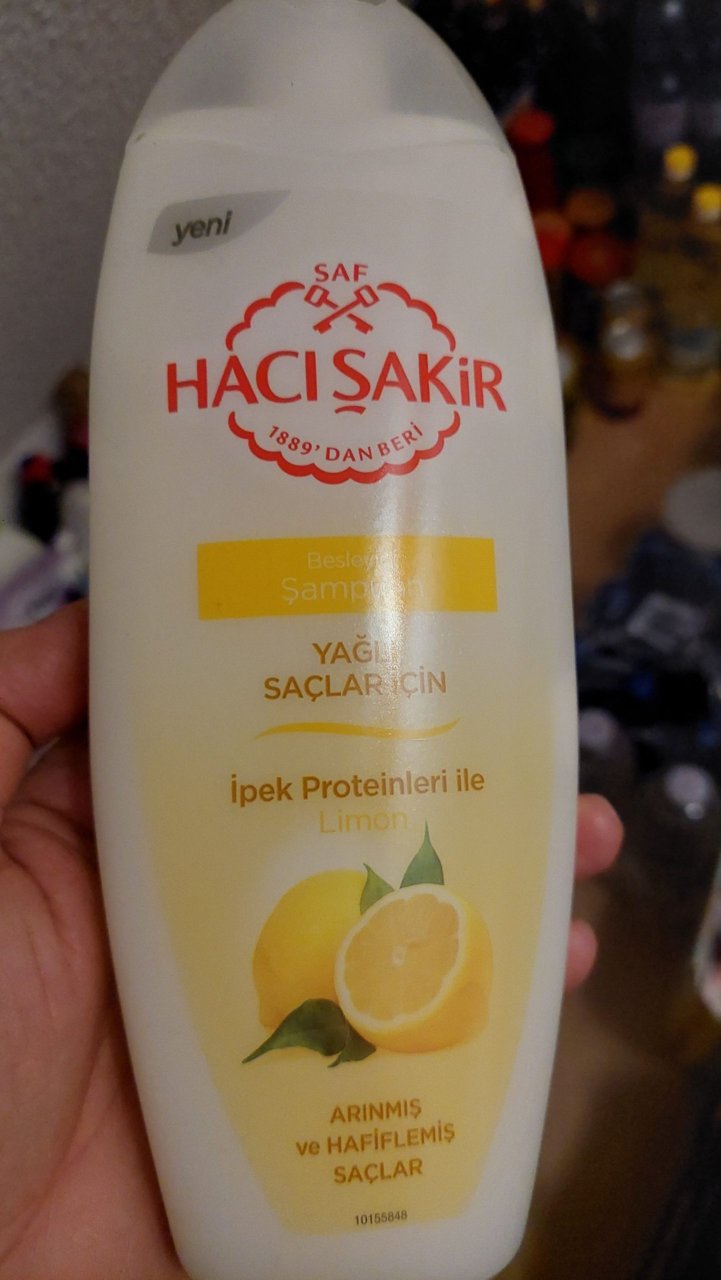 yeni
SAF
HACI ŞAKİR
1889' DAN BERİ
Besleyici
Şampuan
YAĞLI
SAÇLAR İÇİN
İpek Proteinleri ile
Limon
ARINMIŞ
ve HAFİFLEMİŞ
SAÇLAR
10155848